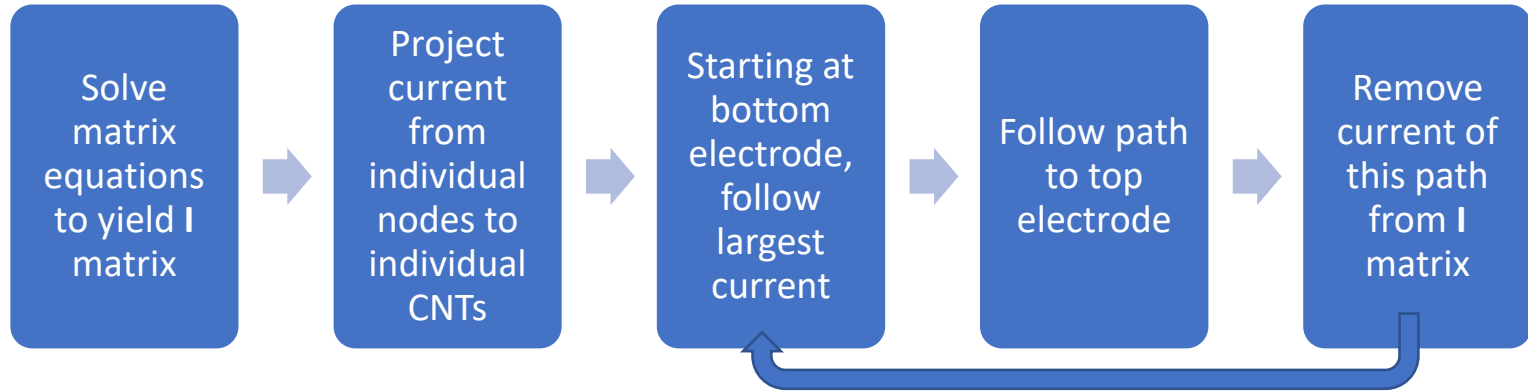 Solve
matrix
equations
to yield I
matrix
Project
current
from
individual
nodes to
individual
CNTs
Starting at
bottom
electrode,
follow
largest
current
Follow path
to top
electrode
Remove
current of
this path
from I
matrix